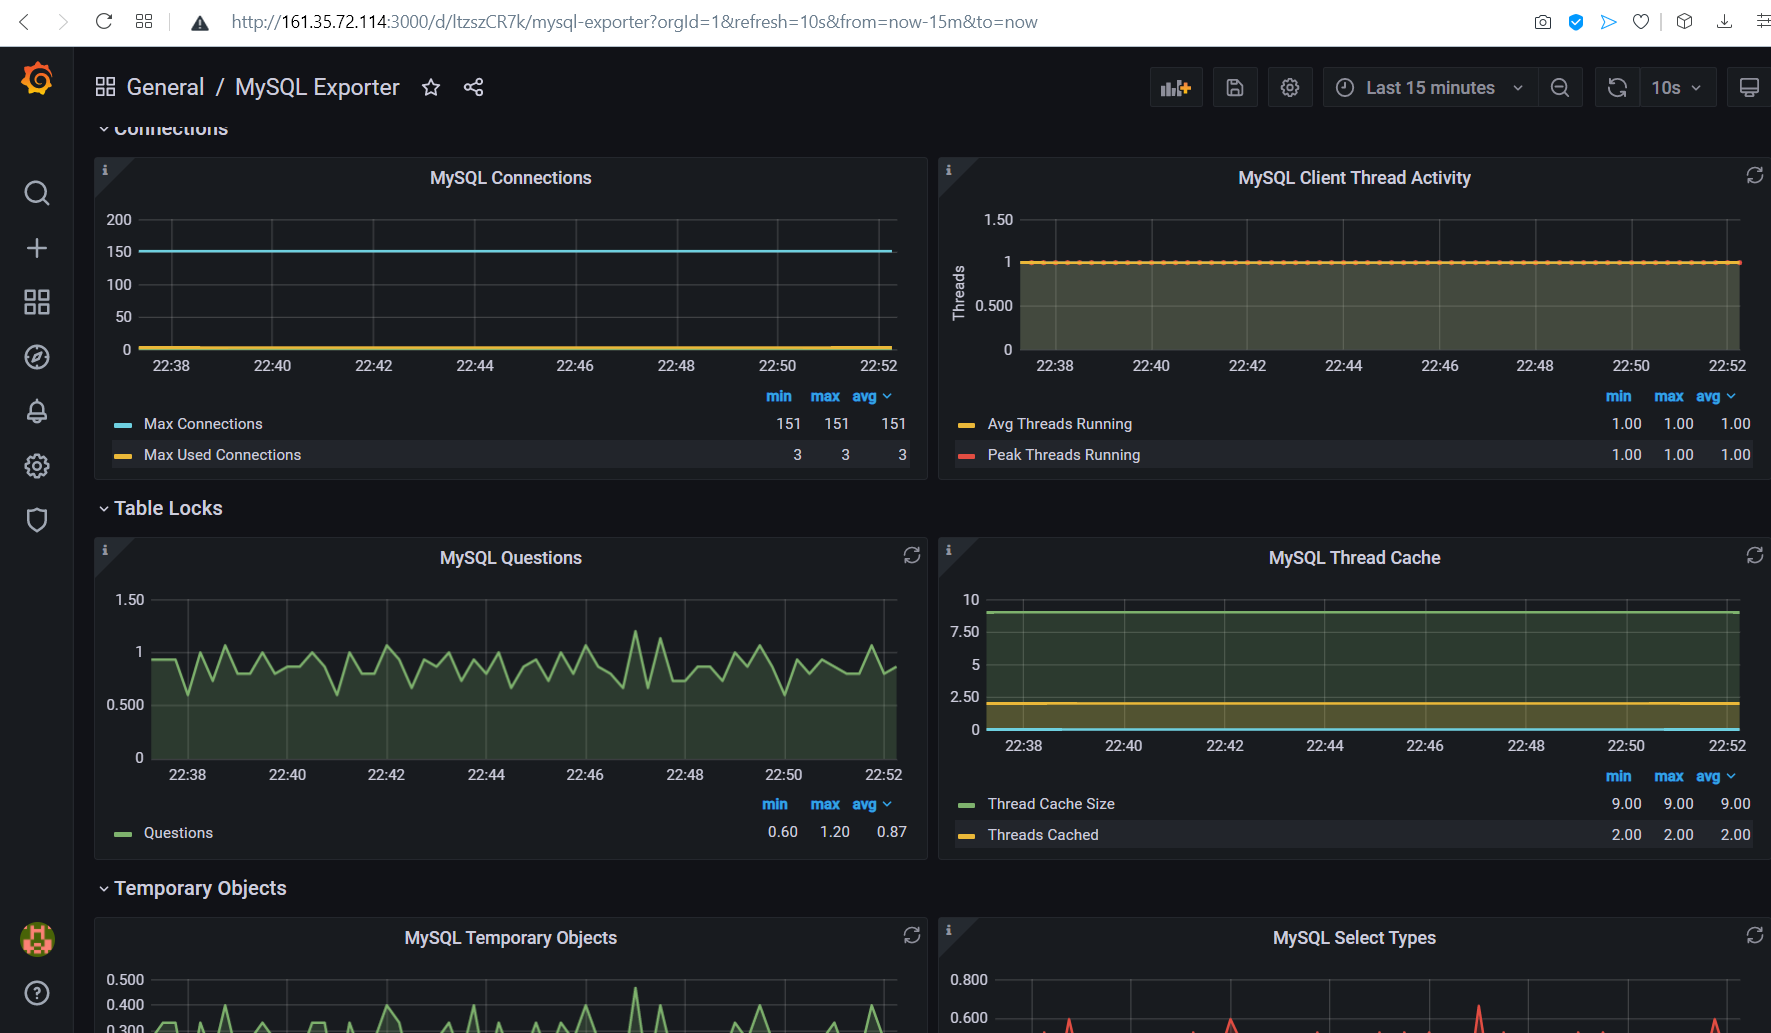 http://161.35.72.114:3000/d/ltzszCR7k/mysql-exporter?orgId=1&refresh=10s&from=now-15m&to=now
General / MySQL Exporter
Last 15 minutes
10s
Connections
MySQL Connections
200
150
100
50
0
22:38 22:40 22:42 22:44 22:46 22:48 22:50 22:52
min max avg
Max Connections 151 151 151
Max Used Connections 3 3 3
MySQL Client Thread Activity
Threads
1.50
1
0.500
0
22:38 22:40 22:42 22:44 22:46 22:48 22:50 22:52
min max avg
Avg Threads Running 1.00 1.00 1.00
Peak Threads Running 1.00 1.00 1.00
Table Locks
MySQL Questions
1.50
1
0.500
0
22:38 22:40 22:42 22:44 22:46 22:48 22:50 22:52
min max avg
Questions 0.60 1.20 0.87
MySQL Thread Cache
10
7.50
5
2.50
0
22:38 22:40 22:42 22:44 22:46 22:48 22:50 22:52
min max avg
Thread Cache Size 9.00 9.00 9.00
Threads Cached 2.00 2.00 2.00
Temporary Objects
MySQL Temporary Objects
0.500
0.400
0.300
MySQL Select Types
0.800
0.600